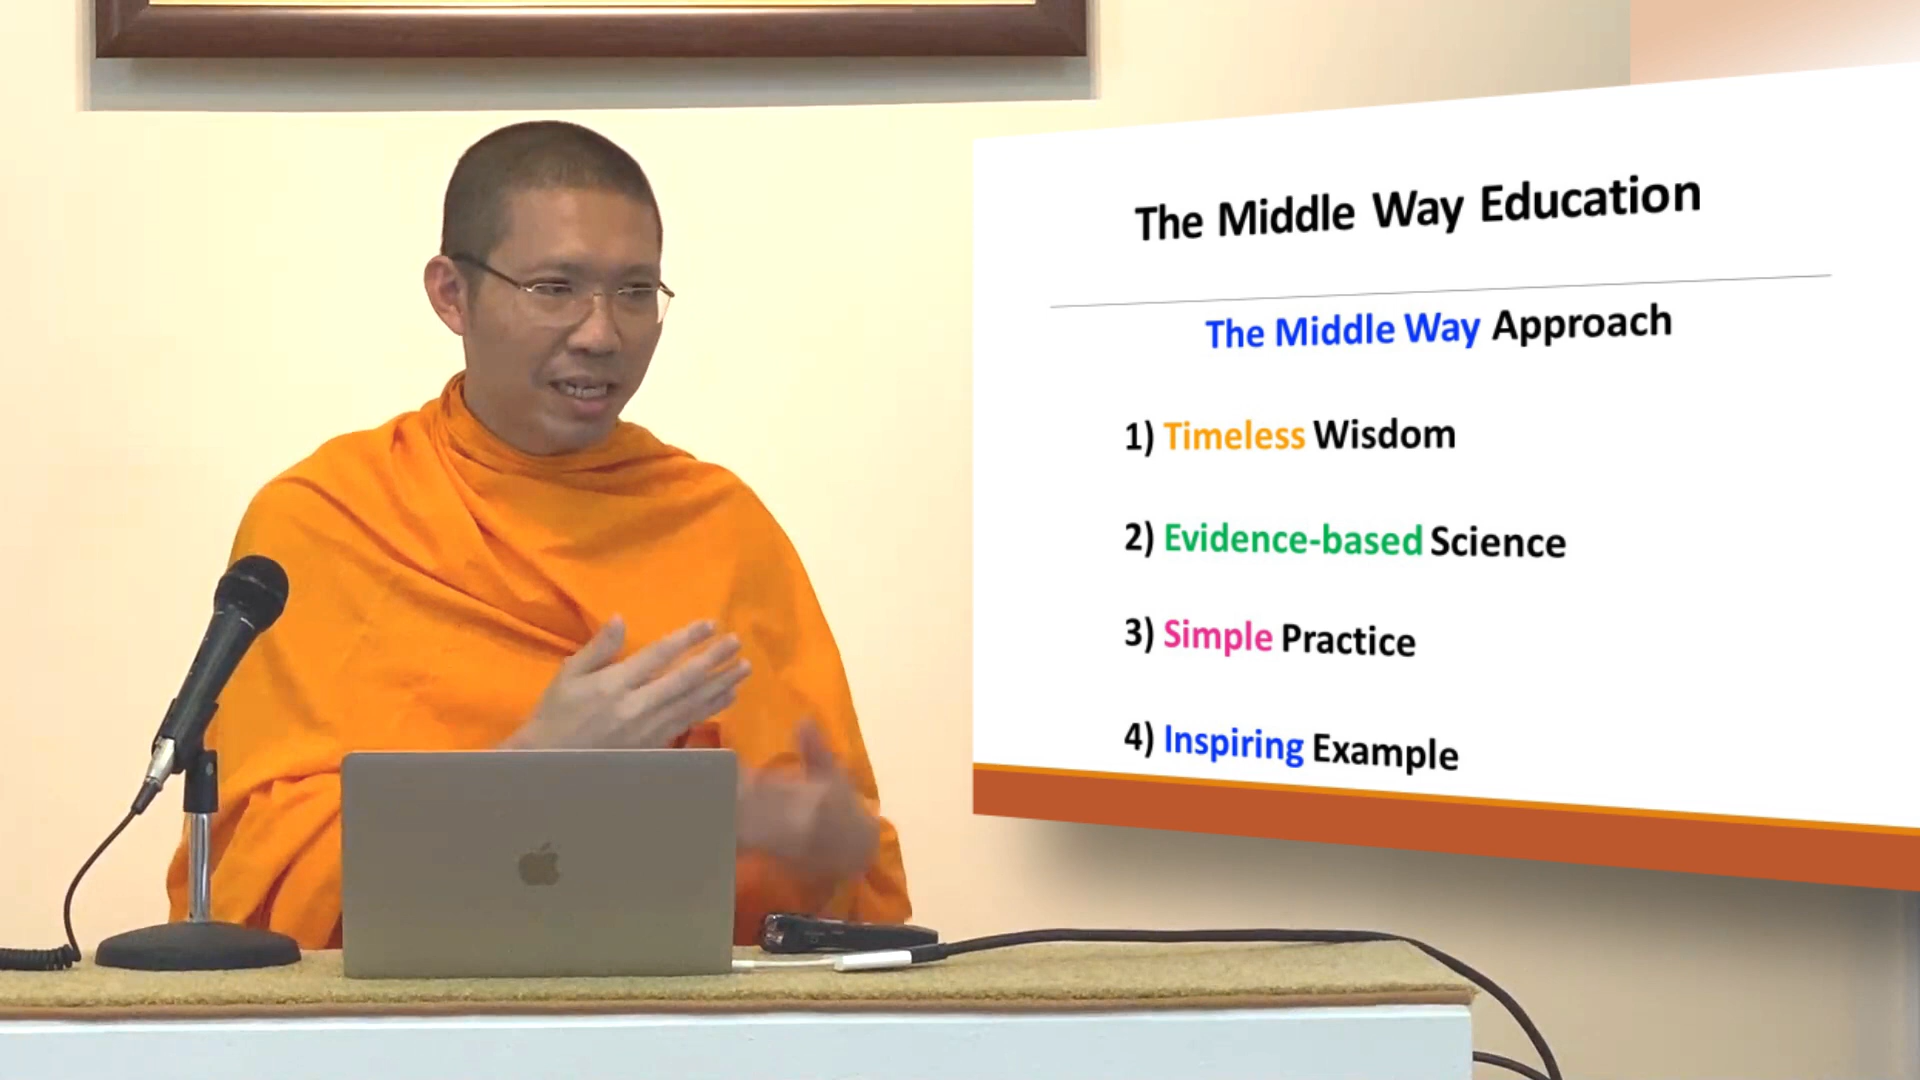 The Middle Way Education
The Middle Way Approach
1) Timeless Wisdom
2) Evidence-based Science
3) Simple Practice
4) Inspiring Example